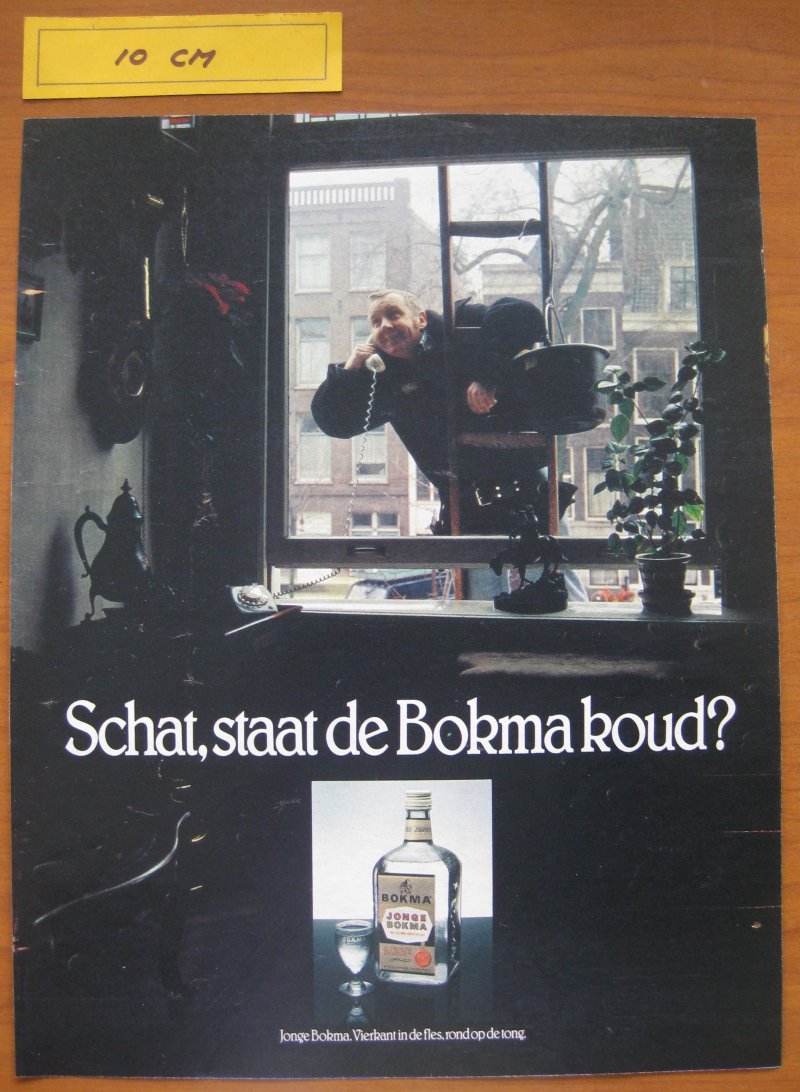 10 CM
Schat, staat de Bokma koud?
BOKMA
JONGE
BOKMA
Jonge Bokma. Vierkant in de fles, rond op de tong.